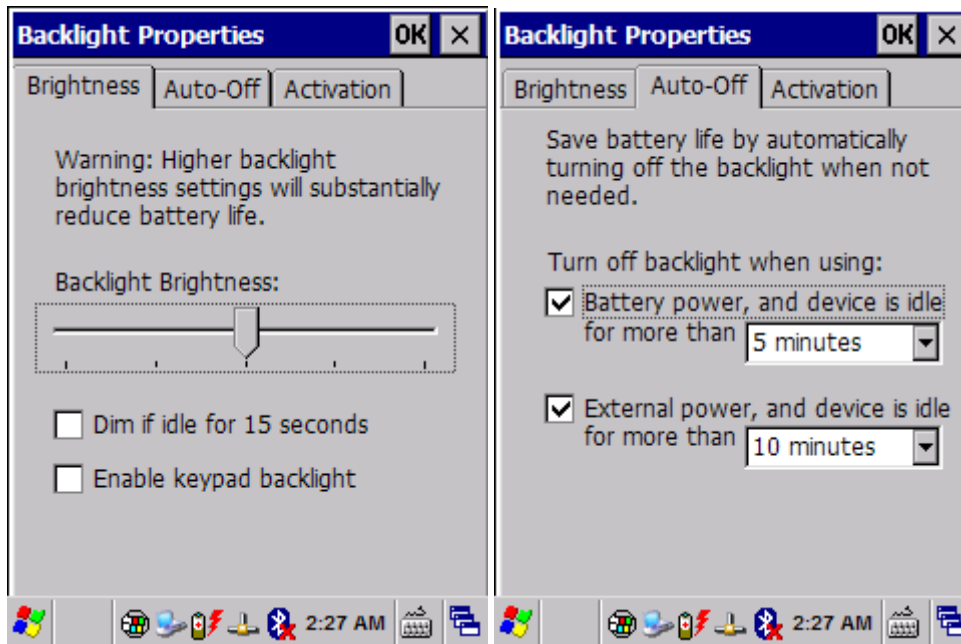 Backlight Properties OK
Brightness Auto-Off Activation
Warning: Higher backlight
brightness settings will substantially
reduce battery life.
Backlight Brightness:
Dim if idle for 15 seconds
Enable keypad backlight
2:27 AM
Backlight Properties OK
Brightness Auto-Off Activation
Save battery life by automatically
turning off the backlight when not
needed.
Turn off backlight when using:
Battery power, and device is idle
for more than 5 minutes
External power, and device is idle
for more than 10 minutes
2:27 AM